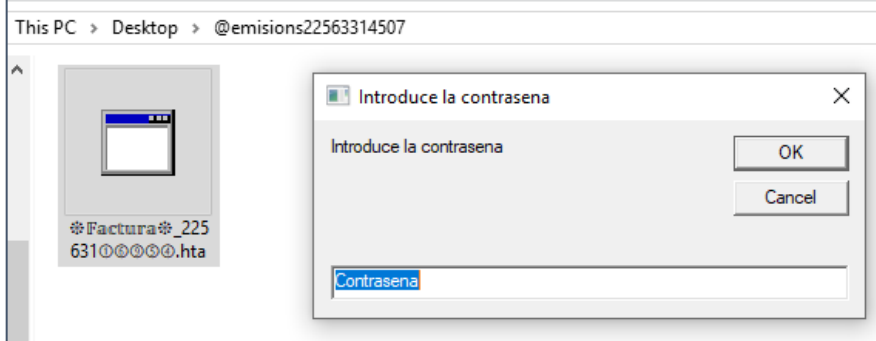 This PC > Desktop > @emisions22563314507
Introduce la contrasena
Introduce la contrasena
OK
Cancel
❊𝔽𝕒𝕔𝕥𝕦𝕣𝕒❊_225
631①⑥⑨⑤④.hta
Contrasena